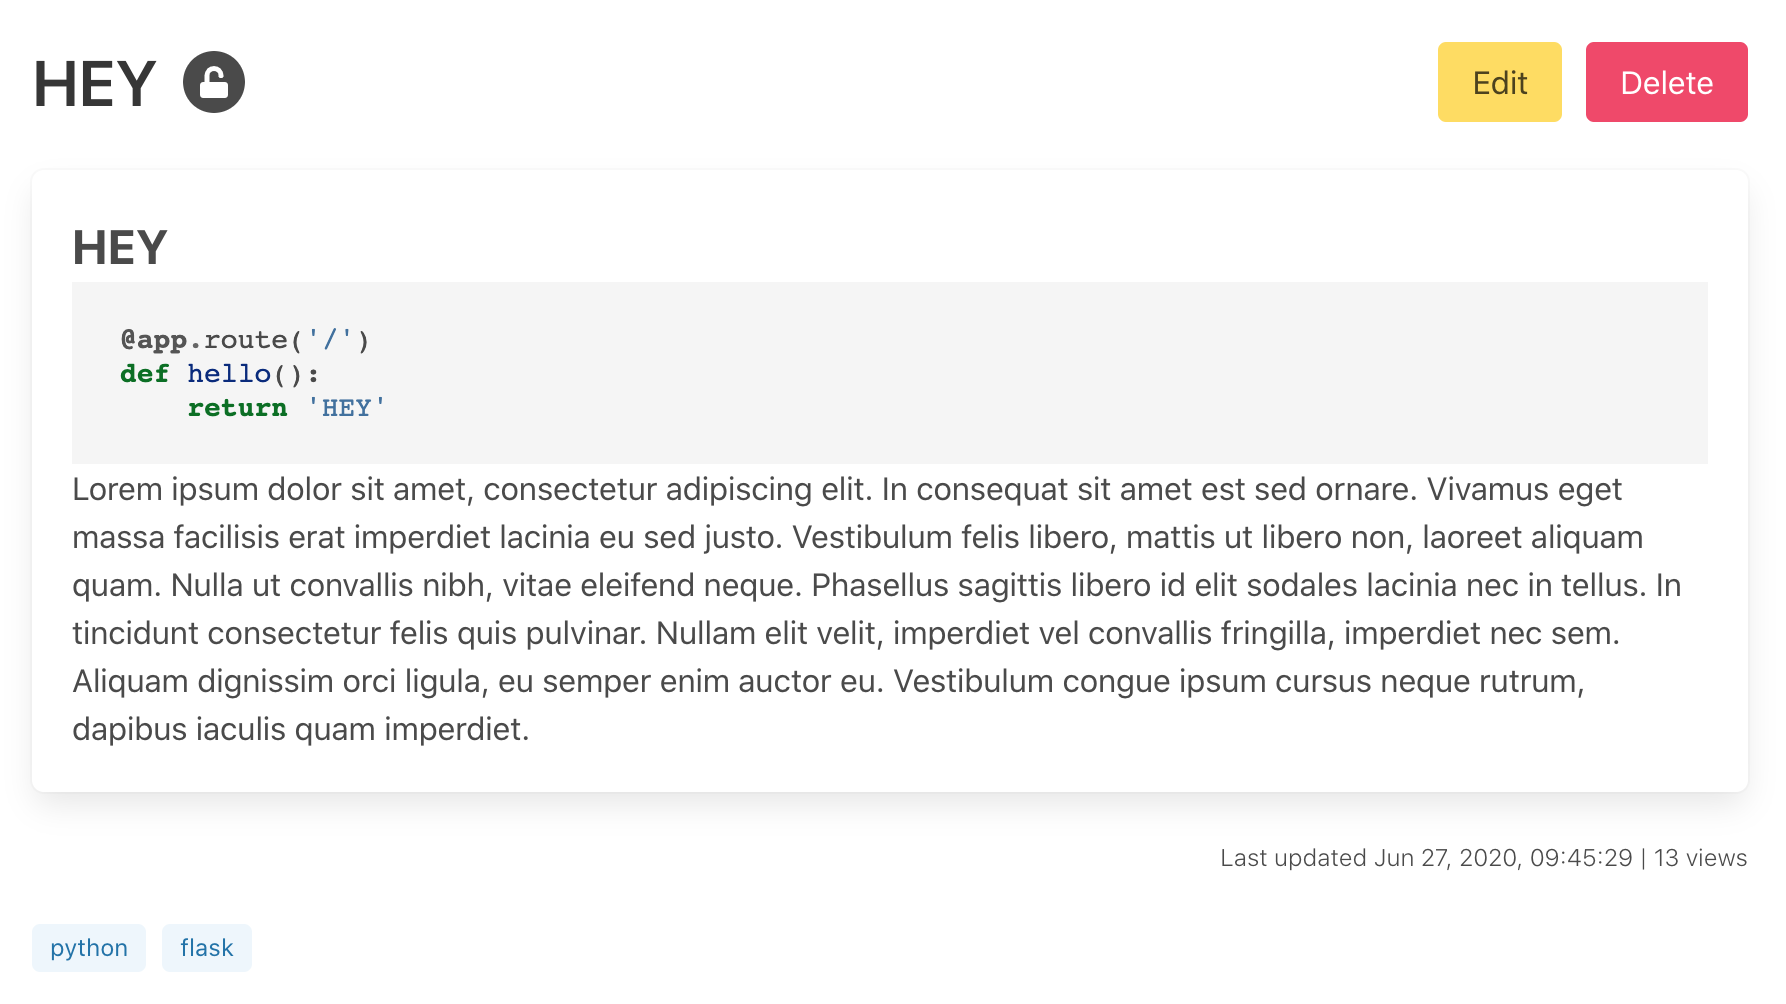 HEY
Edit
Delete
HEY
@app.route('/')
def hello():
    return 'HEY'
Lorem ipsum dolor sit amet, consectetur adipiscing elit. In consequat sit amet est sed ornare. Vivamus eget
massa facilisis erat imperdiet lacinia eu sed justo. Vestibulum felis libero, mattis ut libero non, laoreet aliquam
quam. Nulla ut convallis nibh, vitae eleifend neque. Phasellus sagittis libero id elit sodales lacinia nec in tellus. In
tincidunt consectetur felis quis pulvinar. Nullam elit velit, imperdiet vel convallis fringilla, imperdiet nec sem.
Aliquam dignissim orci ligula, eu semper enim auctor eu. Vestibulum congue ipsum cursus neque rutrum,
dapibus iaculis quam imperdiet.
Last updated Jun 27, 2020, 09:45:29 | 13 views
python
flask